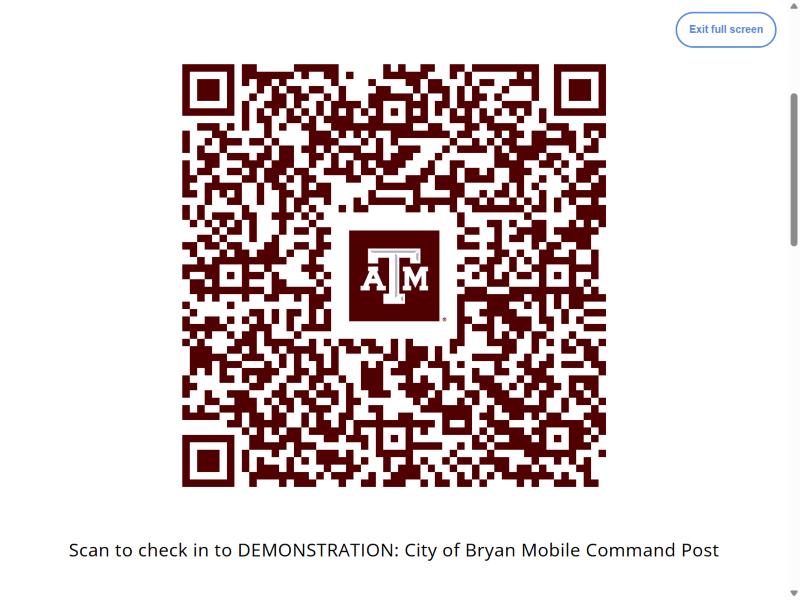 Exit full screen
ATM
®
Scan to check in to DEMONSTRATION: City of Bryan Mobile Command Post